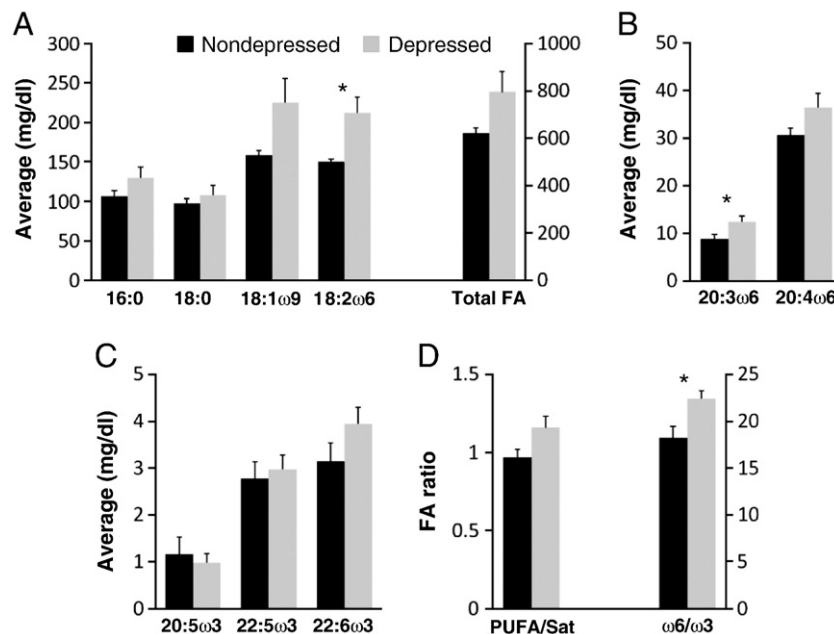 A
Nondepressed
Depressed
Average (mg/dl)
300
250
200
150
100
50
0
*
1000
800
600
400
200
0
16:0
18:0
18:1ω9
18:2ω6
Total FA
B
Average (mg/dl)
50
40
30
20
10
0
*
20:3ω6
20:4ω6
C
Average (mg/dl)
5
4
3
2
1
0
20:5ω3
22:5ω3
22:6ω3
D
FA ratio
1.5
1
0.5
0
*
25
20
15
10
5
0
PUFA/Sat
ω6/ω3